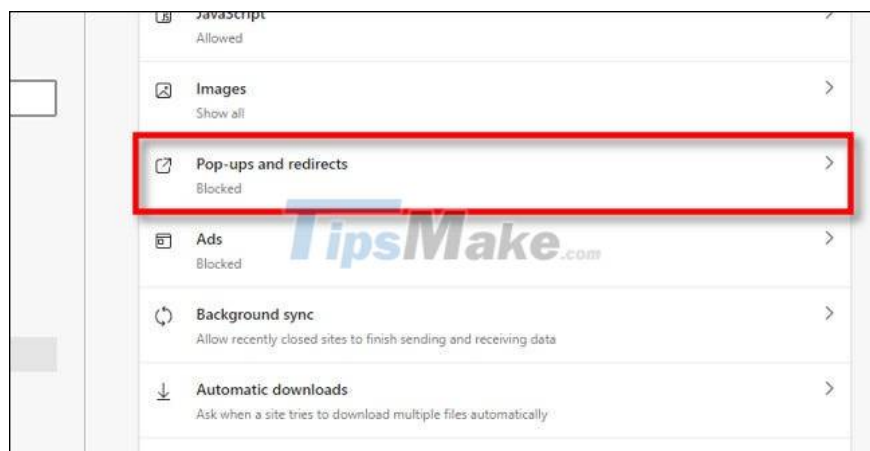 JavaScript
Allowed
Images
Show all
Pop-ups and redirects
Blocked
TipsMake.com
Ads
Blocked
Background sync
Allow recently closed sites to finish sending and receiving data
Automatic downloads
Ask when a site tries to download multiple files automatically